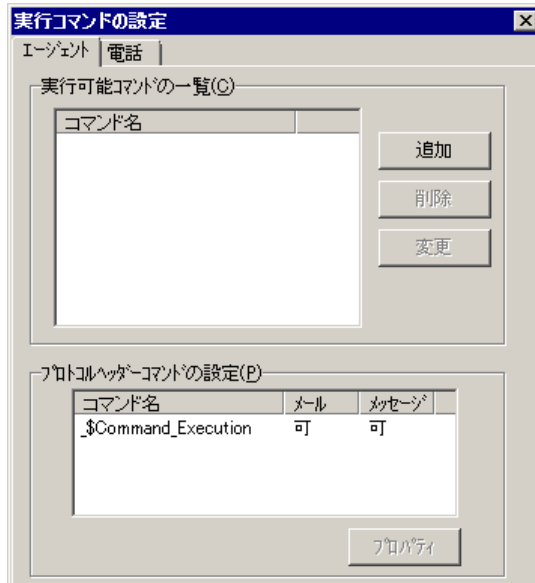 実行コマンドの設定
ｴｰｼﾞｪﾝﾄ 電話
実行可能ｺﾏﾝﾄﾞの一覧(C)
コマンド名
追加
削除
変更
ﾌﾟﾛﾄｺﾙﾍｯﾀﾞｰｺﾏﾝﾄﾞの設定(P)
コマンド名 ﾒｰﾙ ﾒｯｾｰｼﾞ
_$Command_Execution 可 可
ﾌﾟﾛﾊﾟﾃｨ